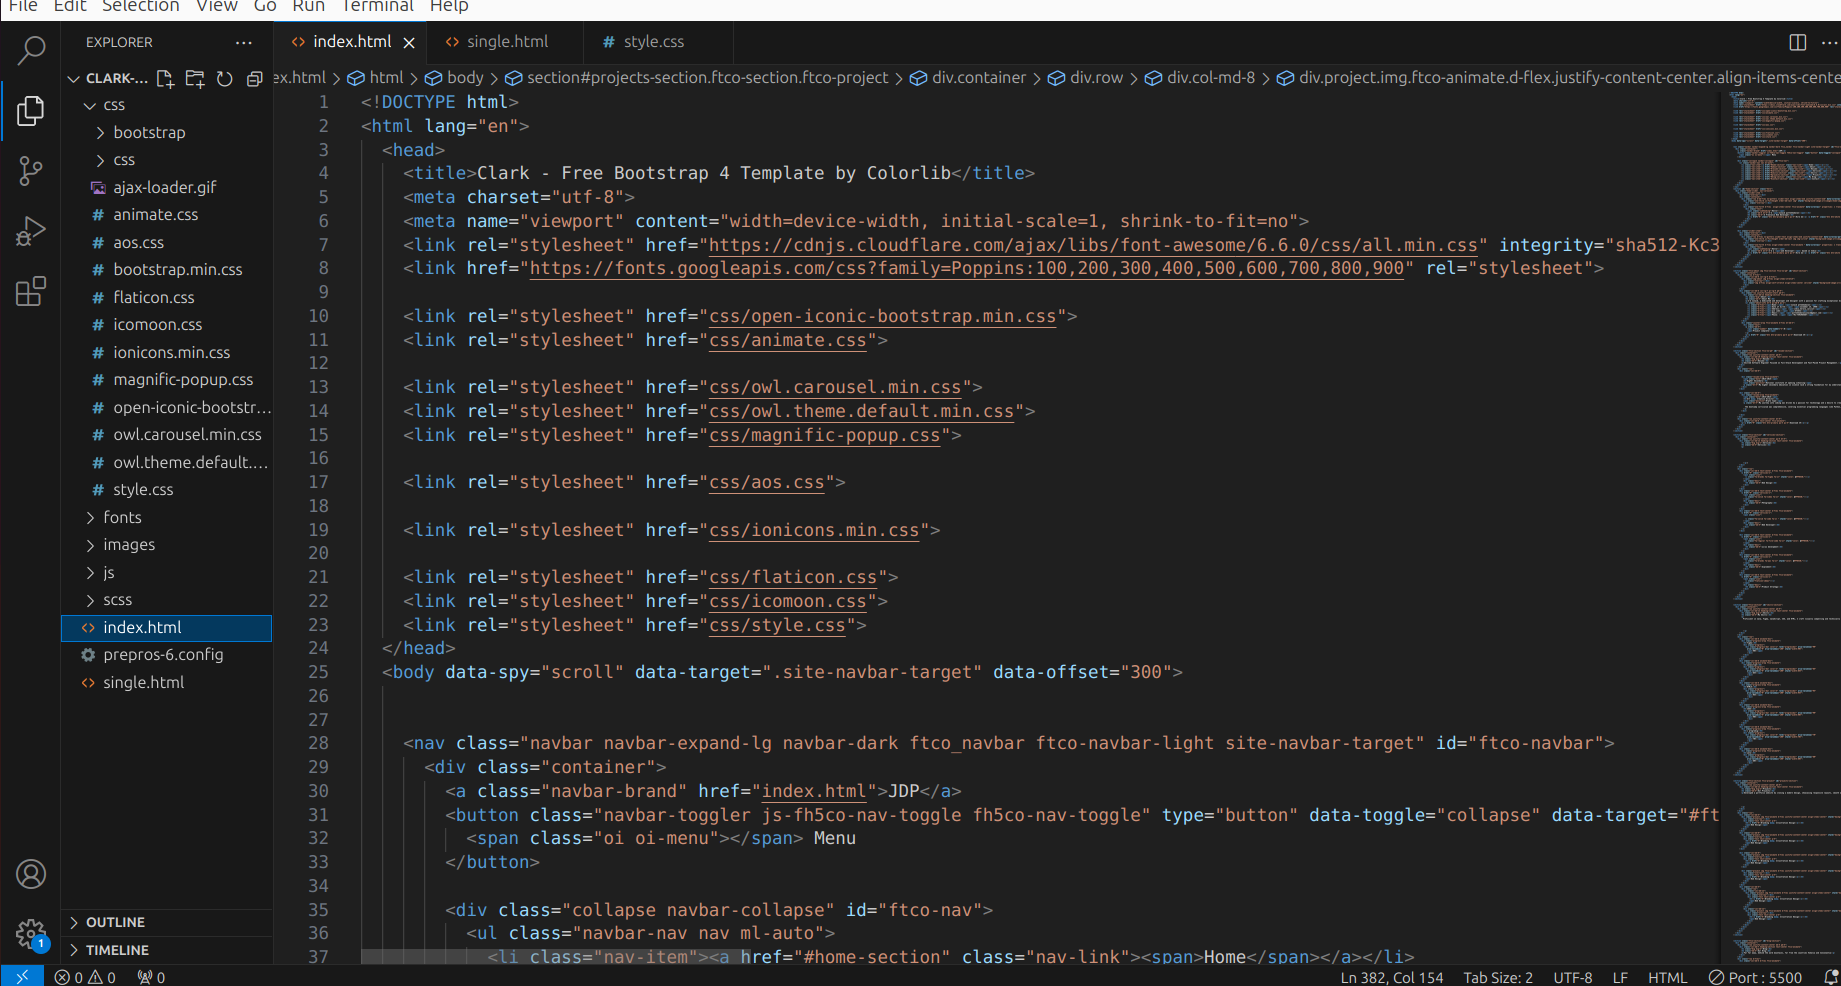 File Edit Selection View Go Run Terminal Help
EXPLORER ···
index.html
single.html
# style.css
CLARK-...
ex.html > html > body > section#projects-section.ftco-section.ftco-project > div.container > div.row > div.col-md-8 > div.project.img.ftco-animate.d-flex.justify-content-center.align-items-cente
css
bootstrap
css
ajax-loader.gif
# animate.css
# aos.css
# bootstrap.min.css
# flaticon.css
# icomoon.css
# ionicons.min.css
# magnific-popup.css
# open-iconic-bootstr...
# owl.carousel.min.css
# owl.theme.default....
# style.css
fonts
images
js
scss
index.html
prepros-6.config
single.html
OUTLINE
TIMELINE
1 <!DOCTYPE html>
2 <html lang="en">
3 <head>
4 <title>Clark - Free Bootstrap 4 Template by Colorlib</title>
5 <meta charset="utf-8">
6 <meta name="viewport" content="width=device-width, initial-scale=1, shrink-to-fit=no">
7 <link rel="stylesheet" href="https://cdnjs.cloudflare.com/ajax/libs/font-awesome/6.6.0/css/all.min.css" integrity="sha512-Kc3
8 <link href="https://fonts.googleapis.com/css?family=Poppins:100,200,300,400,500,600,700,800,900" rel="stylesheet">
9
10 <link rel="stylesheet" href="css/open-iconic-bootstrap.min.css">
11 <link rel="stylesheet" href="css/animate.css">
12
13 <link rel="stylesheet" href="css/owl.carousel.min.css">
14 <link rel="stylesheet" href="css/owl.theme.default.min.css">
15 <link rel="stylesheet" href="css/magnific-popup.css">
16
17 <link rel="stylesheet" href="css/aos.css">
18
19 <link rel="stylesheet" href="css/ionicons.min.css">
20
21 <link rel="stylesheet" href="css/flaticon.css">
22 <link rel="stylesheet" href="css/icomoon.css">
23 <link rel="stylesheet" href="css/style.css">
24 </head>
25 <body data-spy="scroll" data-target=".site-navbar-target" data-offset="300">
26
27
28 <nav class="navbar navbar-expand-lg navbar-dark ftco_navbar ftco-navbar-light site-navbar-target" id="ftco-navbar">
29 <div class="container">
30 <a class="navbar-brand" href="index.html">JDP</a>
31 <button class="navbar-toggler js-fh5co-nav-toggle fh5co-nav-toggle" type="button" data-toggle="collapse" data-target="#ft
32 <span class="oi oi-menu"></span> Menu
33 </button>
34
35 <div class="collapse navbar-collapse" id="ftco-nav">
36 <ul class="navbar-nav nav ml-auto">
37 <li class="nav-item"><a href="#home-section" class="nav-link"><span>Home</span></a></li>
1
0 0 0
Ln 382, Col 154 Tab Size: 2 UTF-8 LF HTML Port : 5500